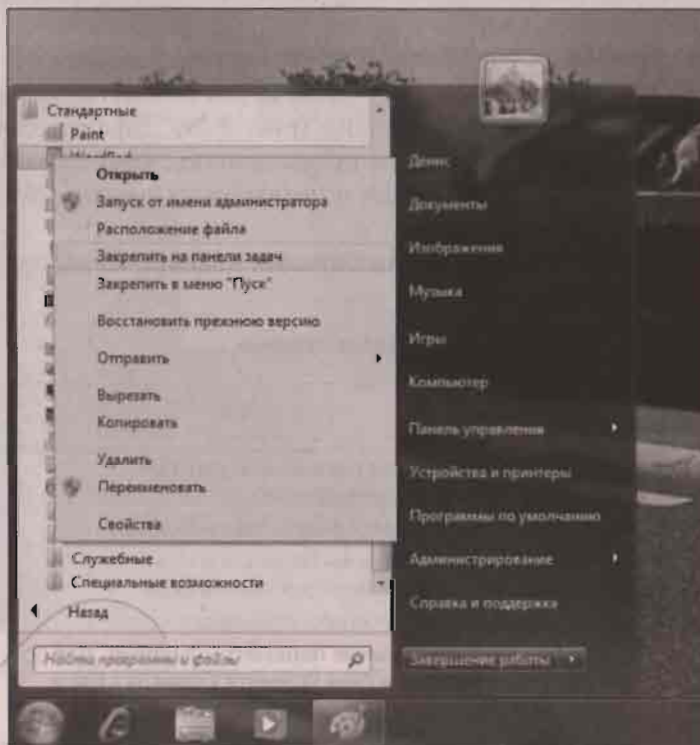 Стандартные
Paint
Открыть
Запуск от имени администратора
Расположение файла
Закрепить на панели задач
Закрепить в меню "Пуск"
Восстановить прежнюю версию
Отправить
Вырезать
Копировать
Удалить
Переименовать
Свойства
Служебные
Специальные возможности
Назад
Найти программы и файлы
Денис
Документы
Изображения
Музыка
Игры
Компьютер
Панель управления
Устройства и принтеры
Программы по умолчанию
Администрирование
Справка и поддержка
Завершение работы